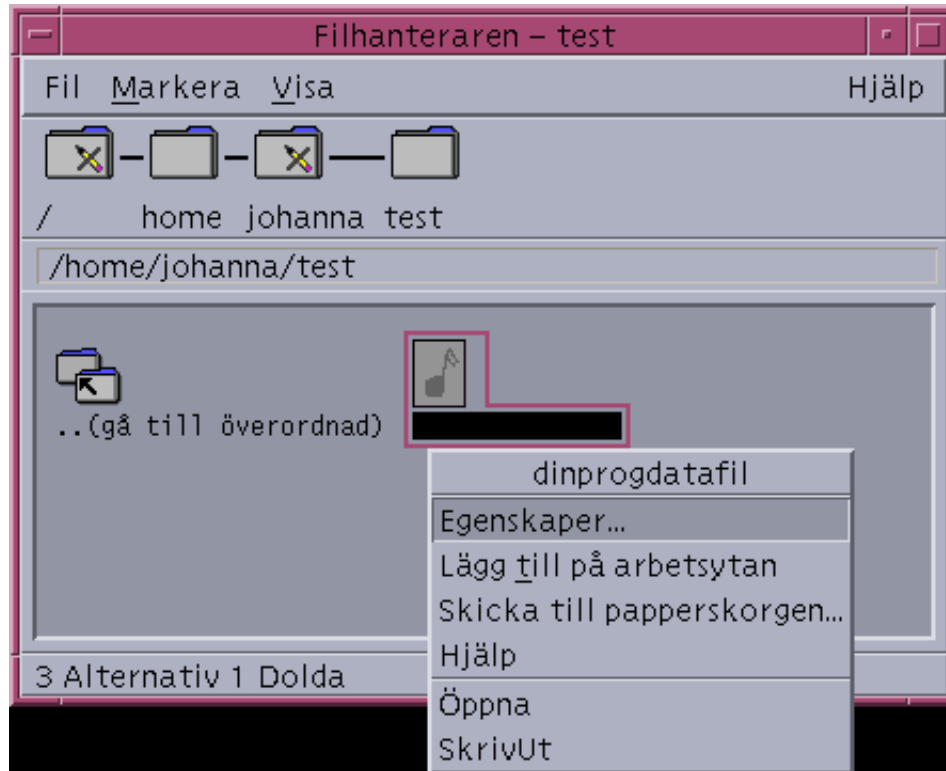 Filhanteraren – test
Fil Markera Visa Hjälp
/ home johanna test
/home/johanna/test
..(gå till överordnad)
dinprogdatafil
Egenskaper...
Lägg till på arbetsytan
Skicka till papperskorgen...
Hjälp
Öppna
SkrivUt
3 Alternativ 1 Dolda